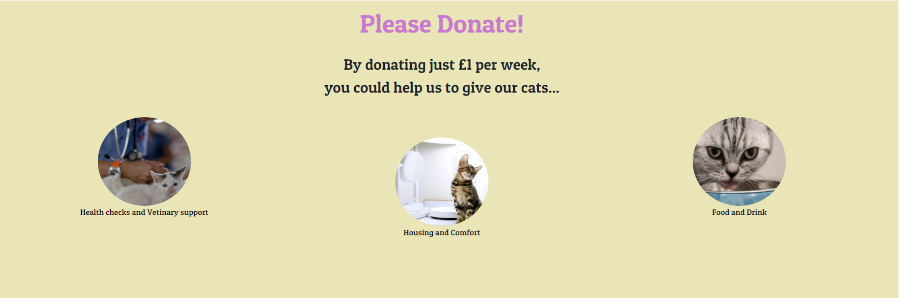 Please Donate!
By donating just £1 per week,
you could help us to give our cats...
Health checks and Vetinary support
Housing and Comfort
Food and Drink